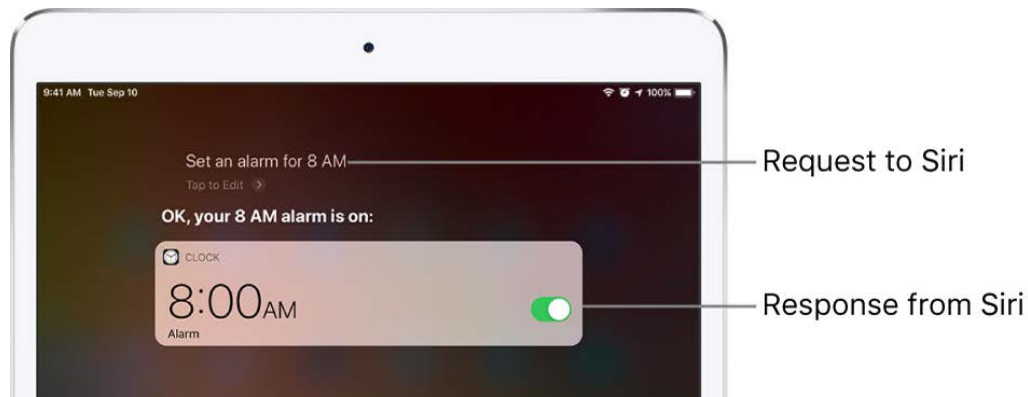 9:41 AM Tue Sep 10
100%
Set an alarm for 8 AM
Request to Siri
Tap to Edit
OK, your 8 AM alarm is on:
CLOCK
8:00AM
Response from Siri
Alarm